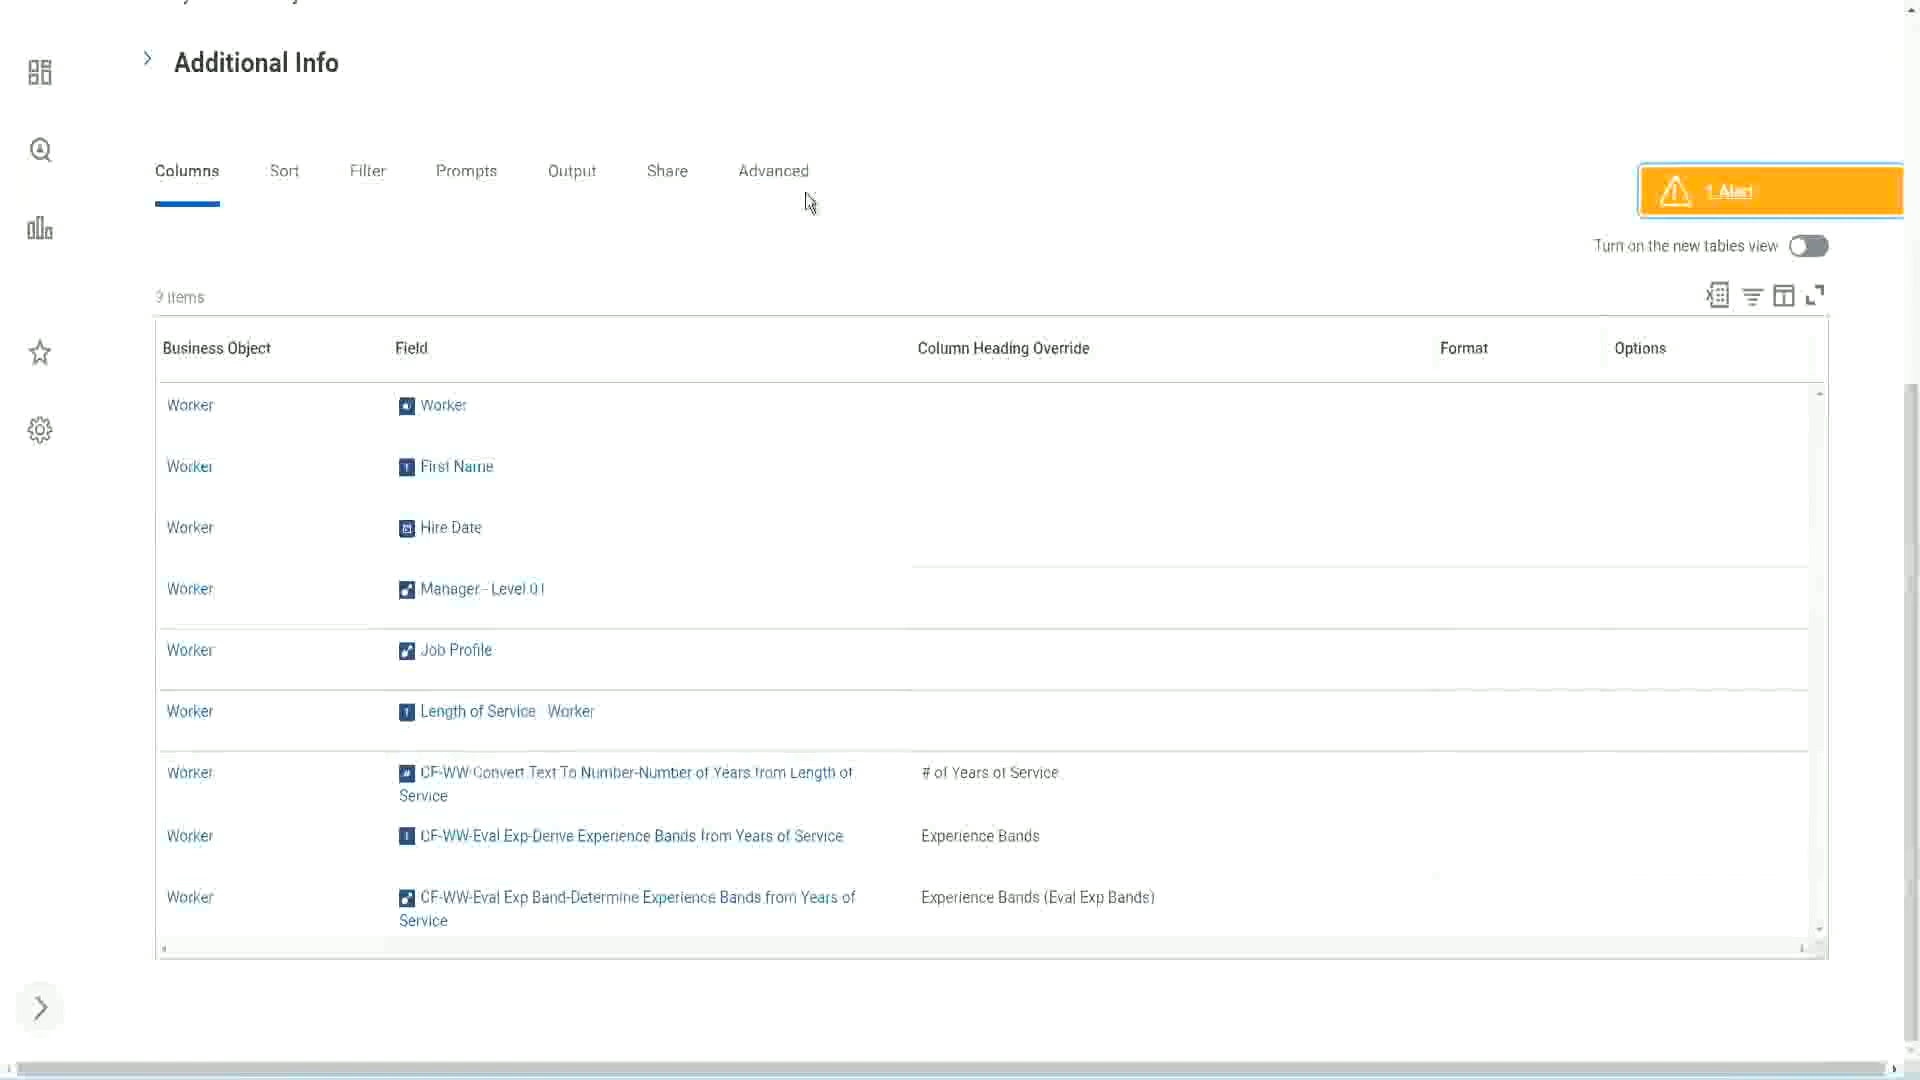 Additional Info
Columns Sort Filter Prompts Output Share Advanced
1 Alert
Turn on the new tables view
9 items
Business Object Field Column Heading Override Format Options
Worker Worker
Worker First Name
Worker Hire Date
Worker Manager - Level 01
Worker Job Profile
Worker Length of Service - Worker
Worker CF-WW-Convert Text To Number-Number of Years from Length of # of Years of Service
Service
Worker CF-WW-Eval Exp-Derive Experience Bands from Years of Service Experience Bands
Worker CF-WW-Eval Exp Band-Determine Experience Bands from Years of Experience Bands (Eval Exp Bands)
Service